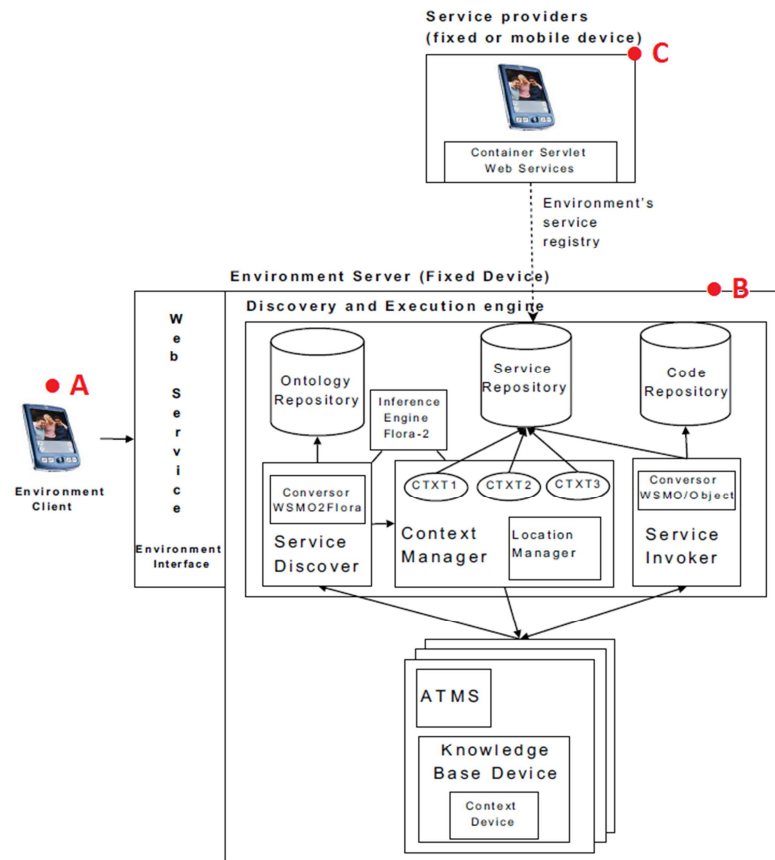 Service providers
(fixed or mobile device)
C
Container Servlet
Web Services
Environment's
service
registry
Environment Server (Fixed Device)
B
Discovery and Execution engine
Web Service
Environment
Interface
A
Environment
Client
Ontology
Repository
Inference
Engine
Flora-2
Service
Repository
Code
Repository
Conversor
WSMO2Flora
Service
Discover
CTXT1
CTXT2
CTXT3
Context
Manager
Location
Manager
Conversor
WSMO/Object
Service
Invoker
ATMS
Knowledge
Base Device
Context
Device